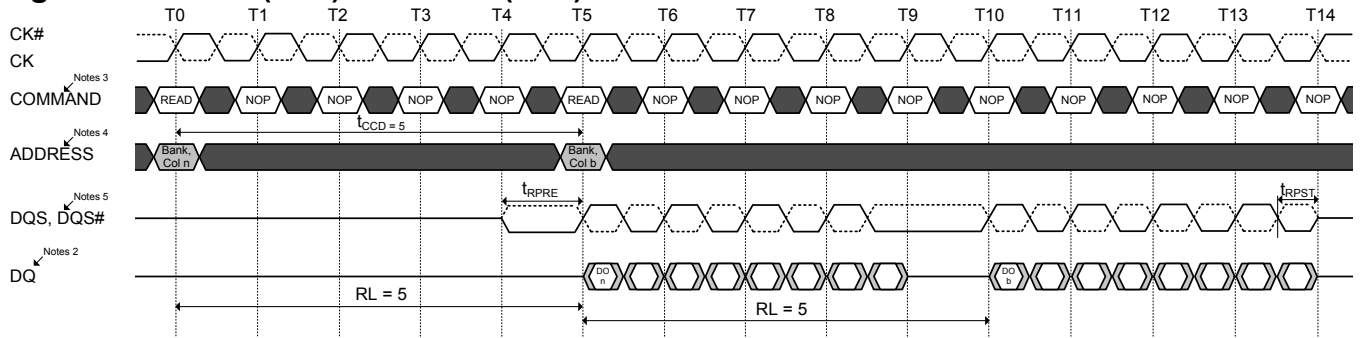 T0 T1 T2 T3 T4 T5 T6 T7 T8 T9 T10 T11 T12 T13 T14
CK#
CK
Notes 3
COMMAND READ NOP NOP NOP NOP READ NOP NOP NOP NOP NOP NOP NOP NOP NOP
tCCD = 5
Notes 4
ADDRESS Bank, Col n Bank, Col b
tRPRE tRPST
Notes 5
DQS, DQS#
Notes 2
DQ DO n DO b
RL = 5
RL = 5